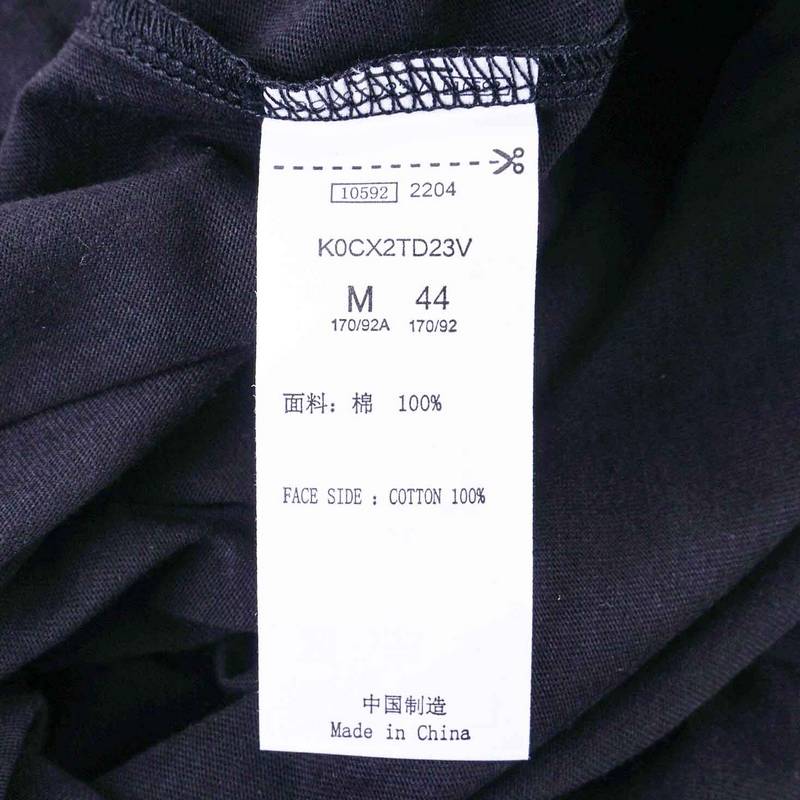 10592 2204
K0CX2TD23V
M 44
170/92A 170/92
面料：棉 100%
FACE SIDE : COTTON 100%
中国制造
Made in China